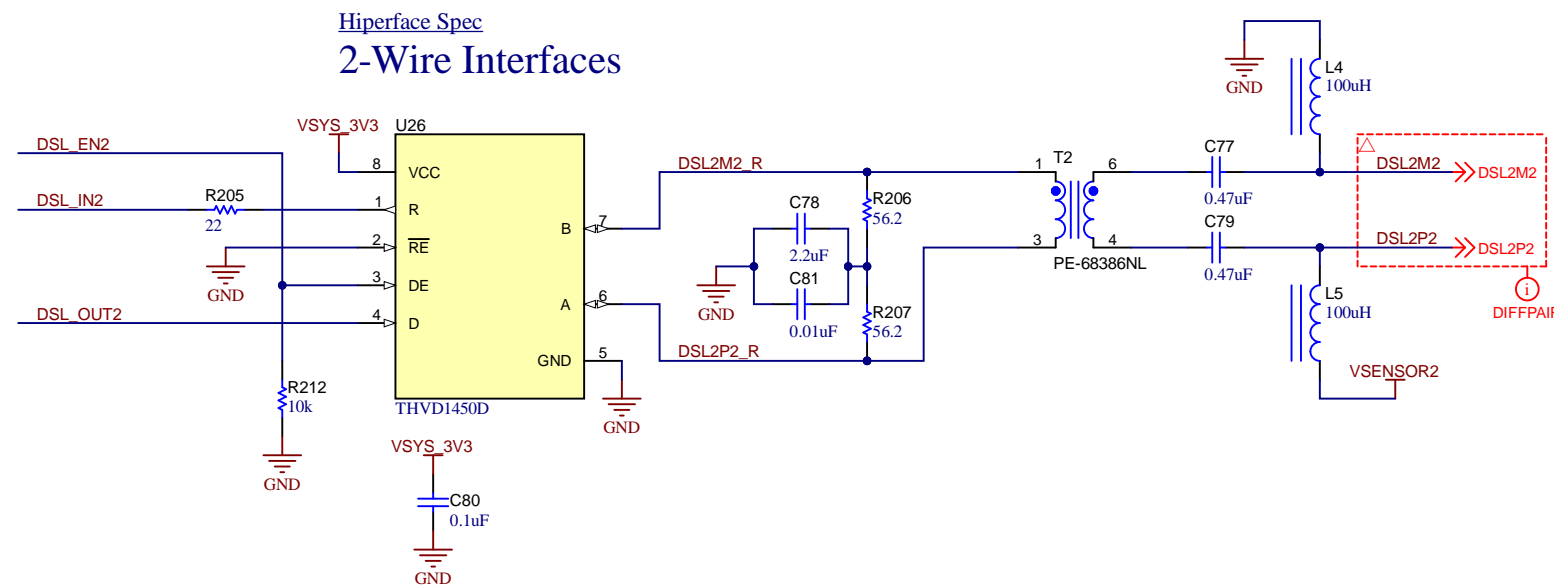 Hiperface Spec
2-Wire Interfaces
GND
L4
100uH
DSL_EN2
VSYS_3V3
U26
8
VCC
DSL2M2_R
1
T2
6
C77
0.47uF
DSL2M2
DSL2M2
DSL_IN2
R205
22
1
R
R206
56.2
2
RE
GND
B
7
C78
2.2uF
C79
0.47uF
DSL2P2
DSL2P2
3
4
PE-68386NL
3
DE
GND
C81
0.01uF
A
6
R207
56.2
L5
100uH
i
DIFFPAIR
DSL_OUT2
4
D
DSL2P2_R
GND
5
VSENSOR2
R212
10k
THVD1450D
GND
GND
VSYS_3V3
C80
0.1uF
GND